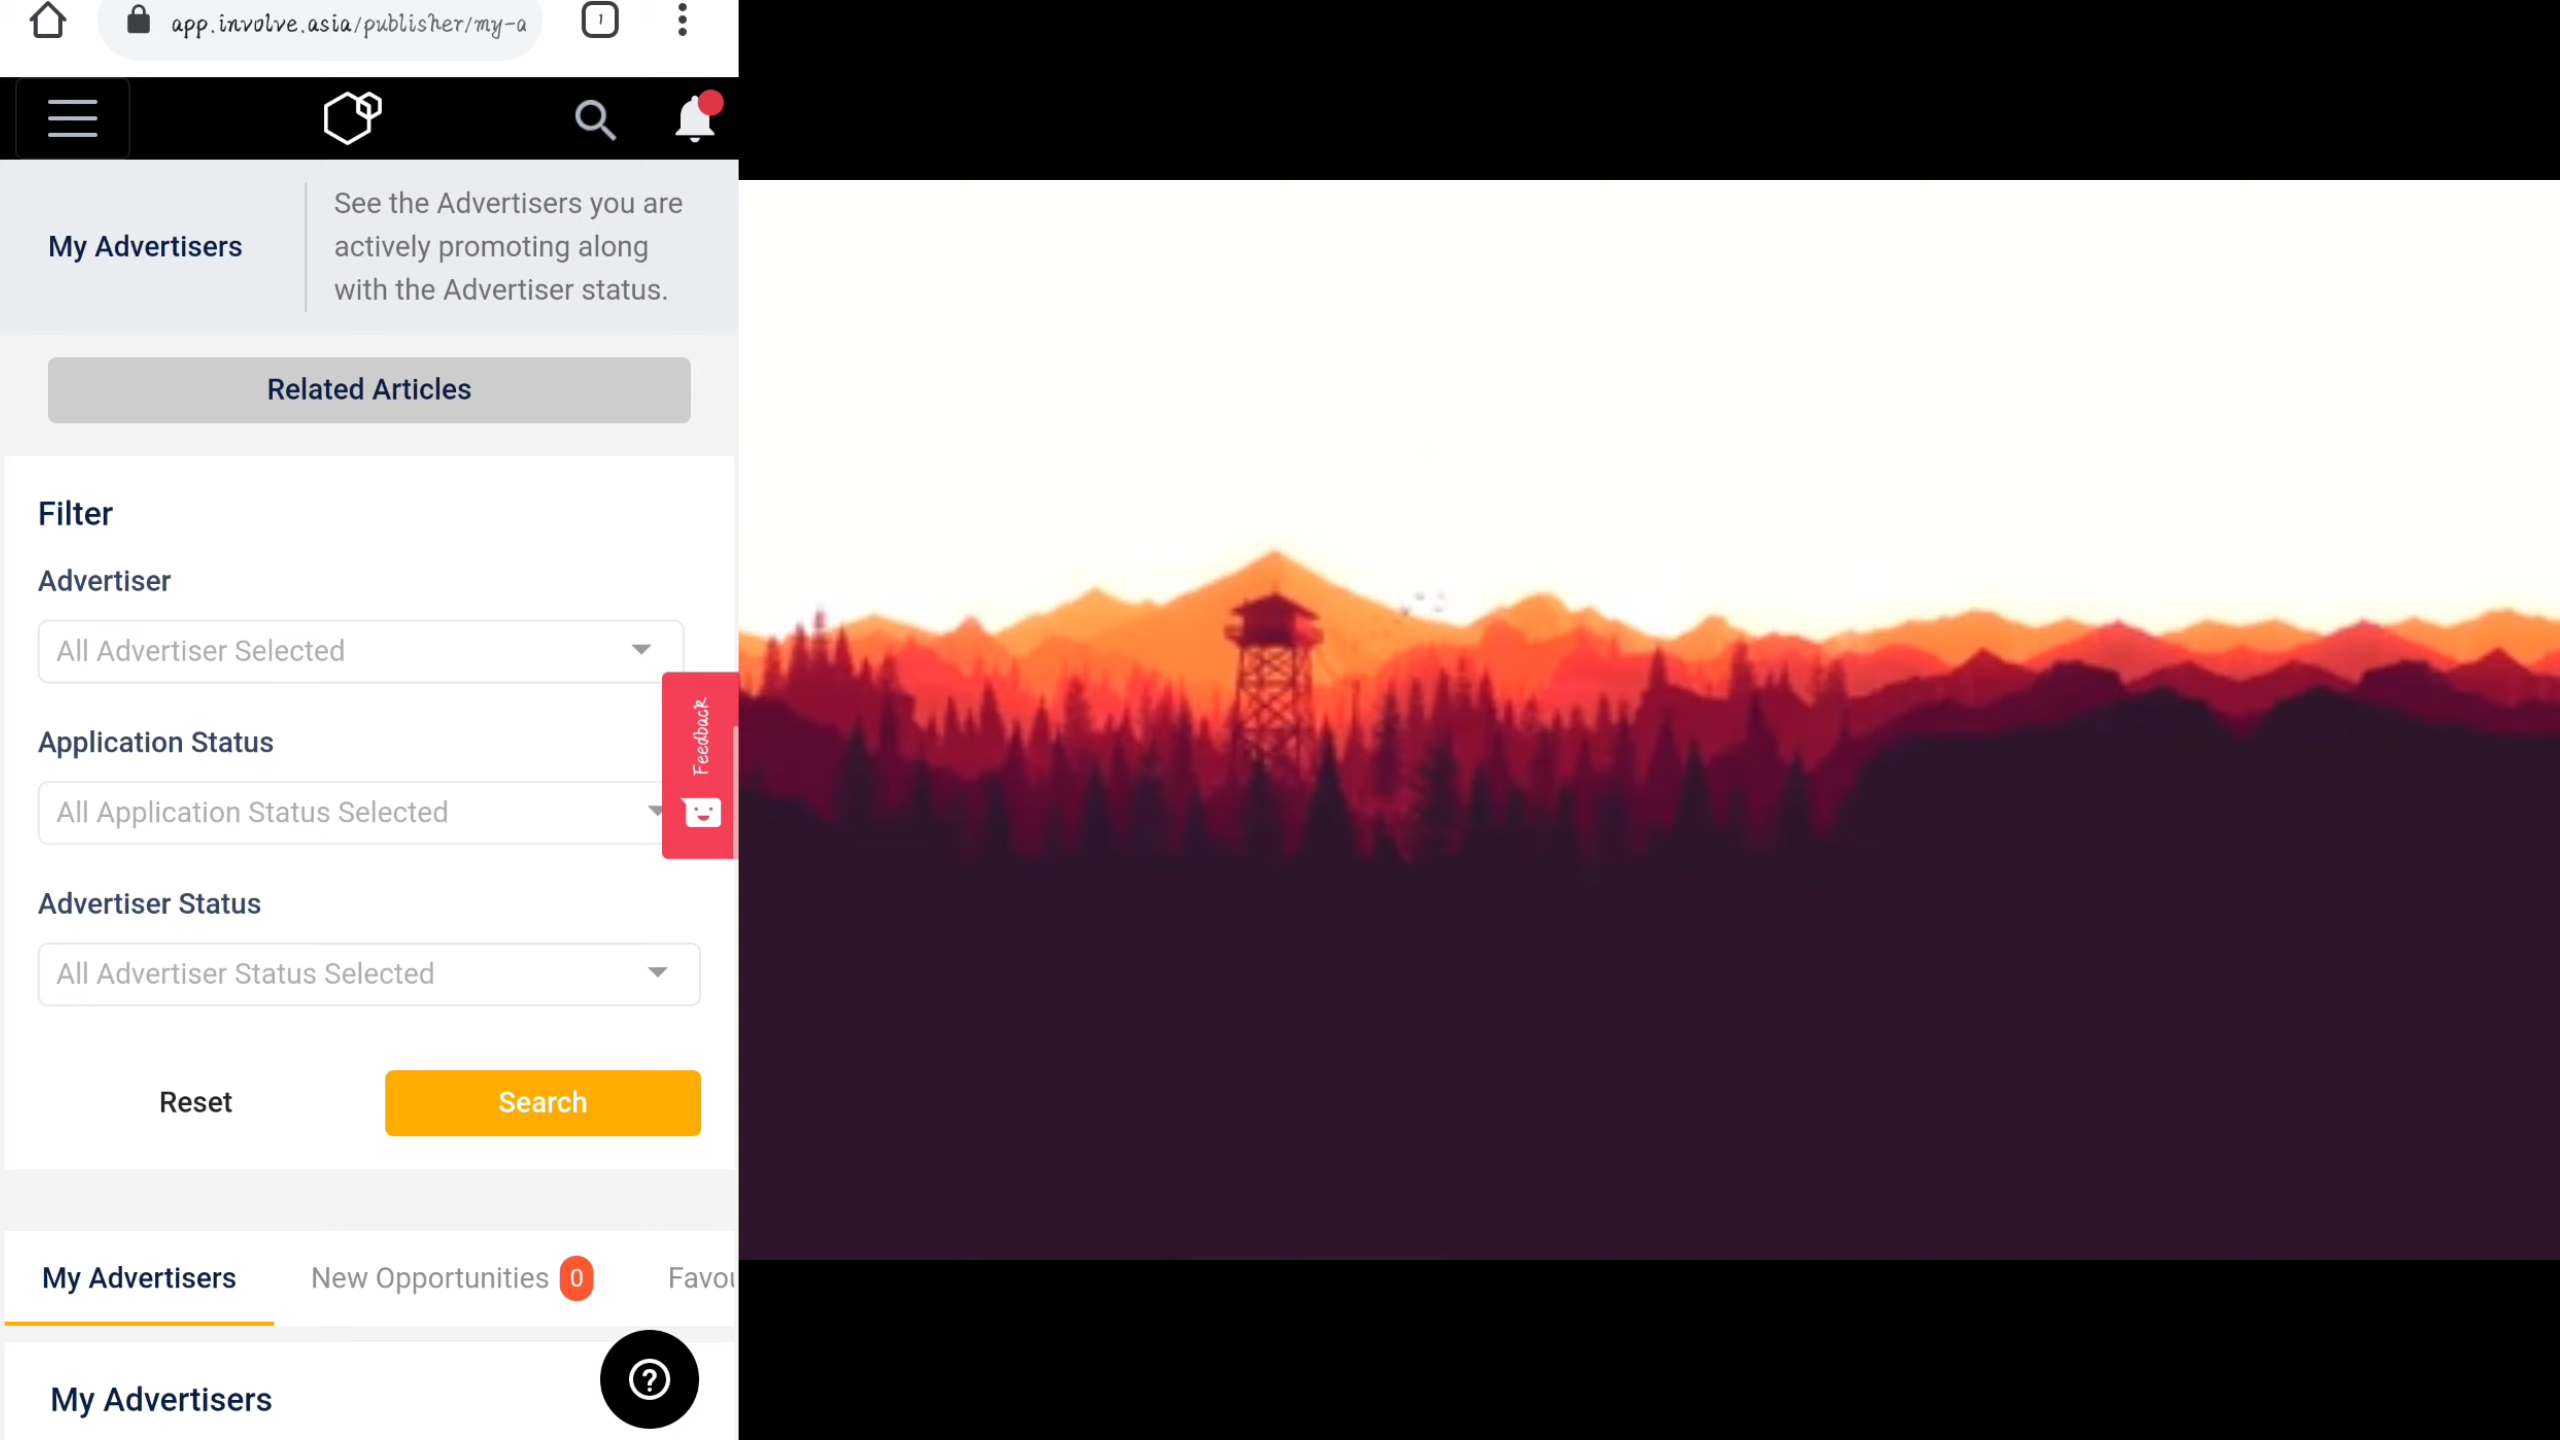 app.involve.asia/publisher/my-a
1
My Advertisers
See the Advertisers you are
actively promoting along
with the Advertiser status.
Related Articles
Filter
Advertiser
All Advertiser Selected
Feedback
Application Status
All Application Status Selected
Advertiser Status
All Advertiser Status Selected
Reset
Search
My Advertisers
New Opportunities 0
Favou
My Advertisers